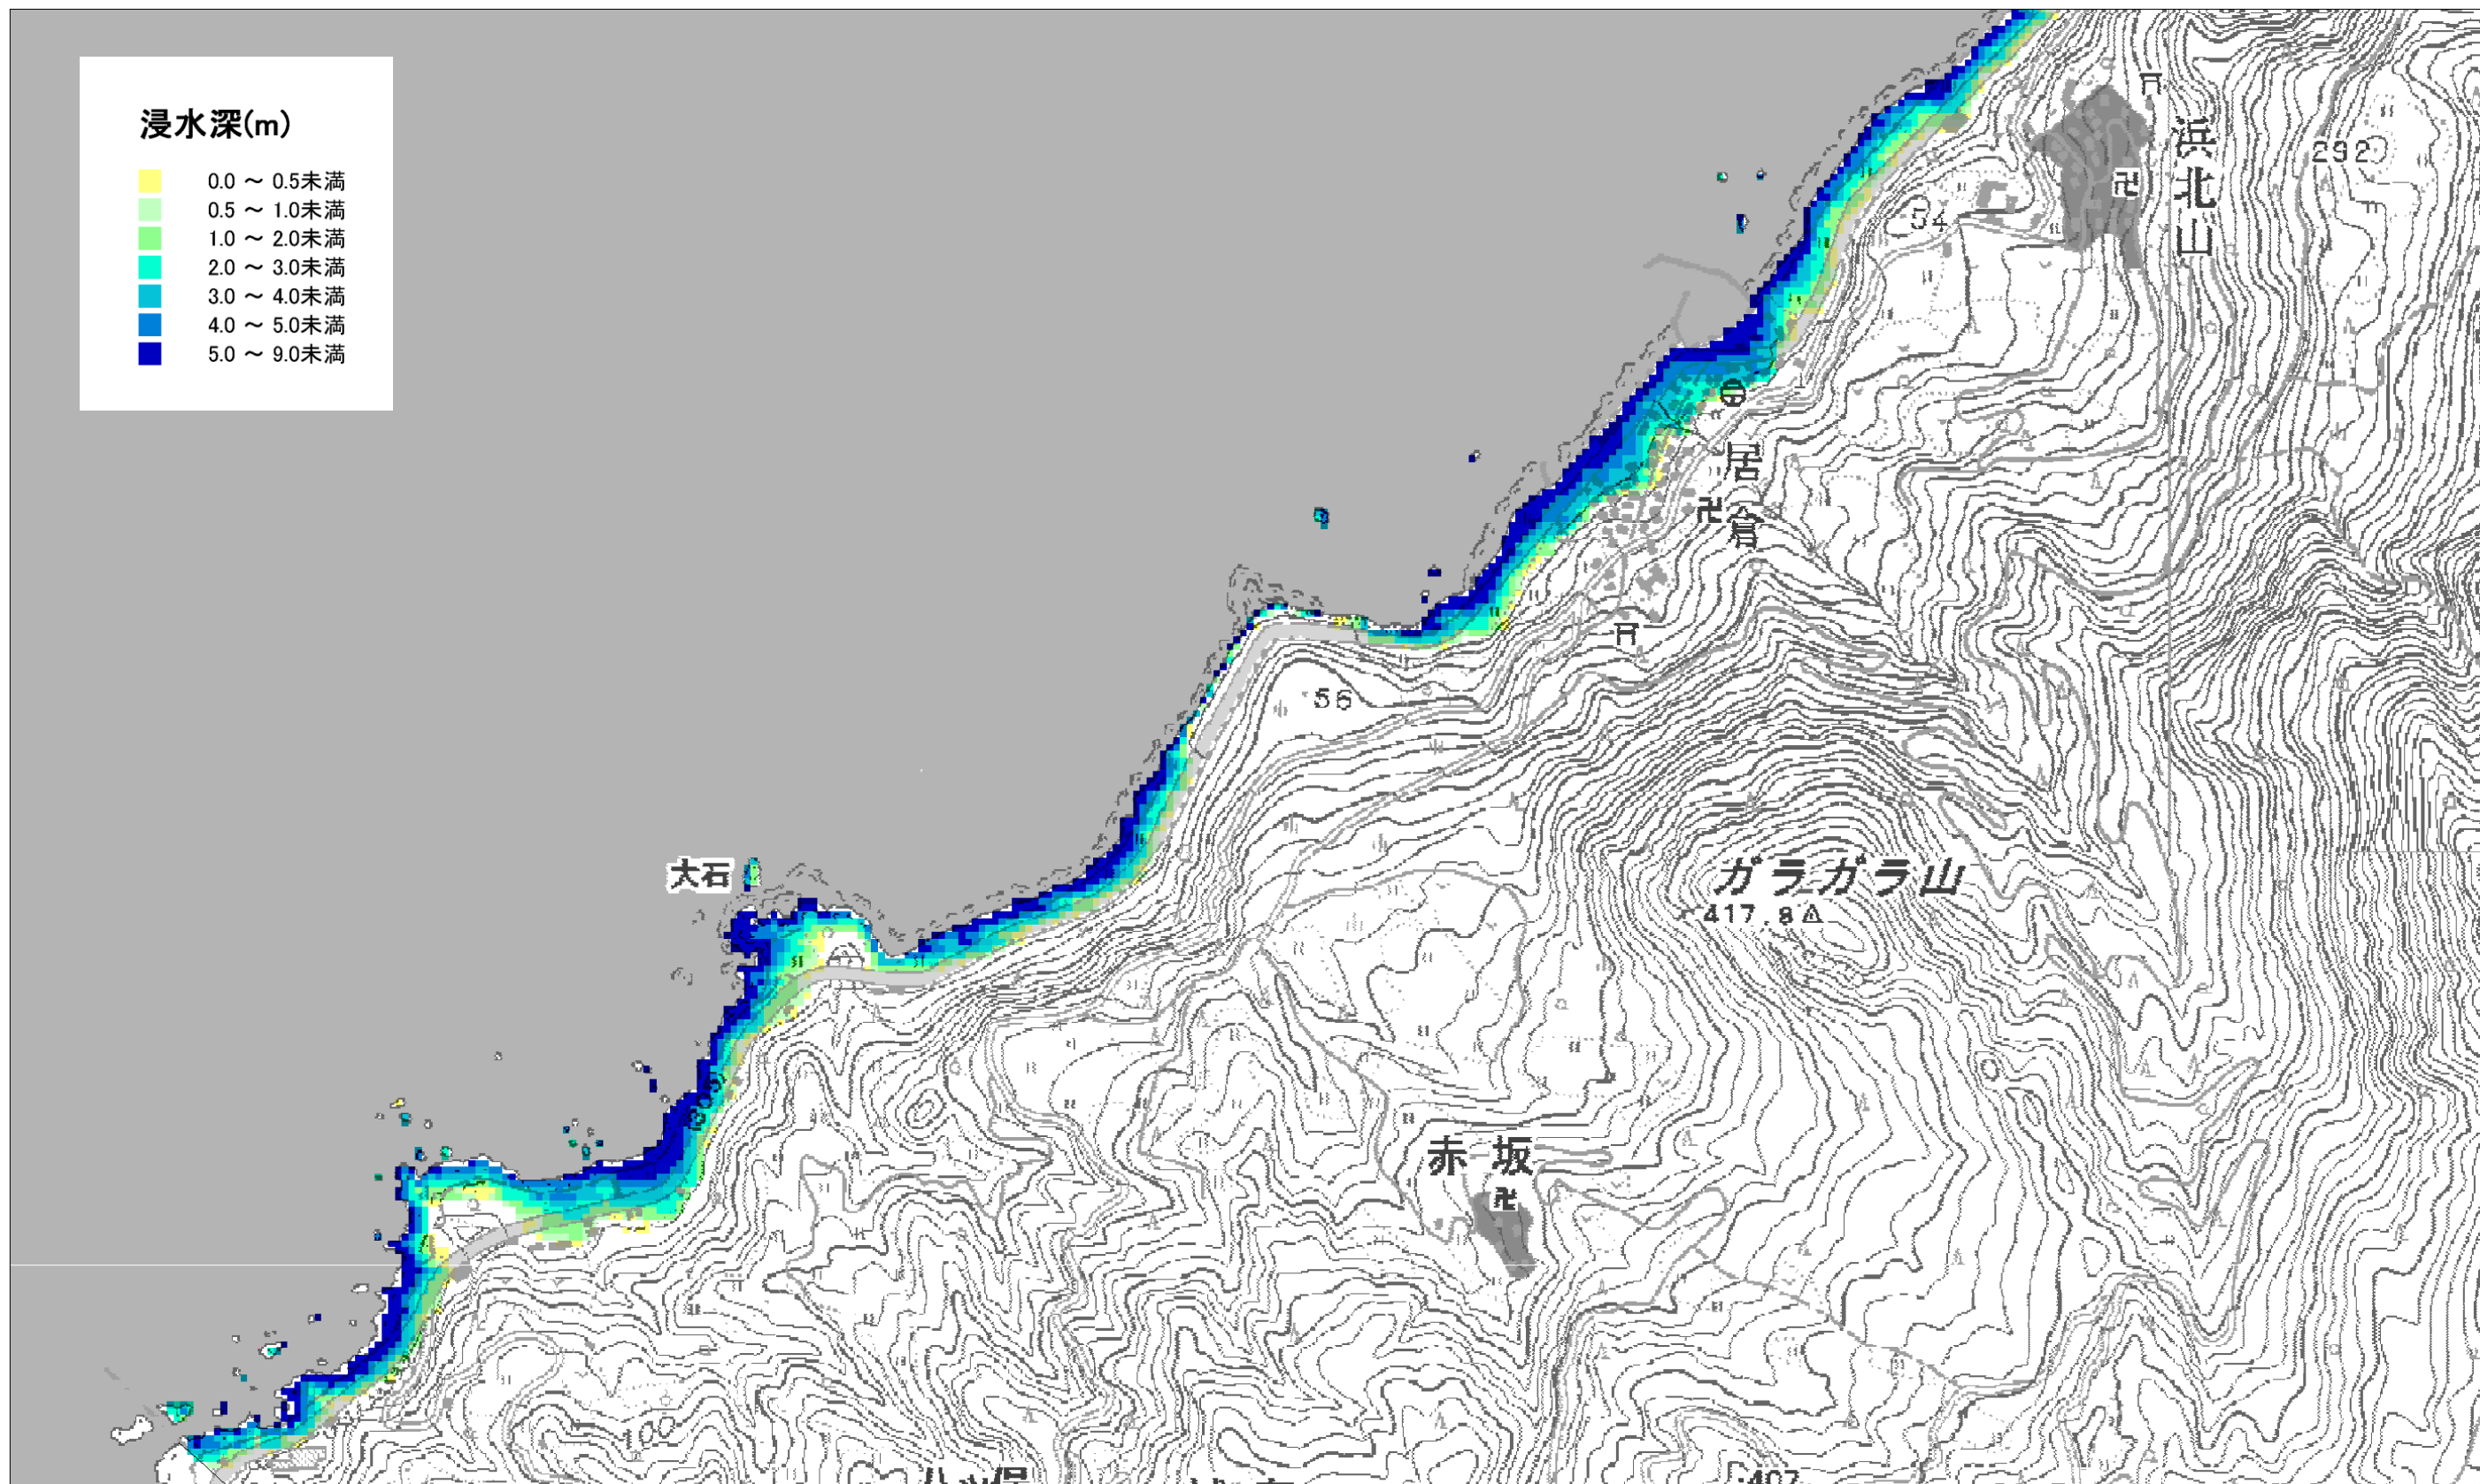 浸水深(m)
0.0 ～ 0.5未満
0.5 ～ 1.0未満
1.0 ～ 2.0未満
2.0 ～ 3.0未満
3.0 ～ 4.0未満
4.0 ～ 5.0未満
5.0 ～ 9.0未満
浜北山
292
54
居倉
56
大石
ガラガラ山
417.8
305
赤坂
100
407